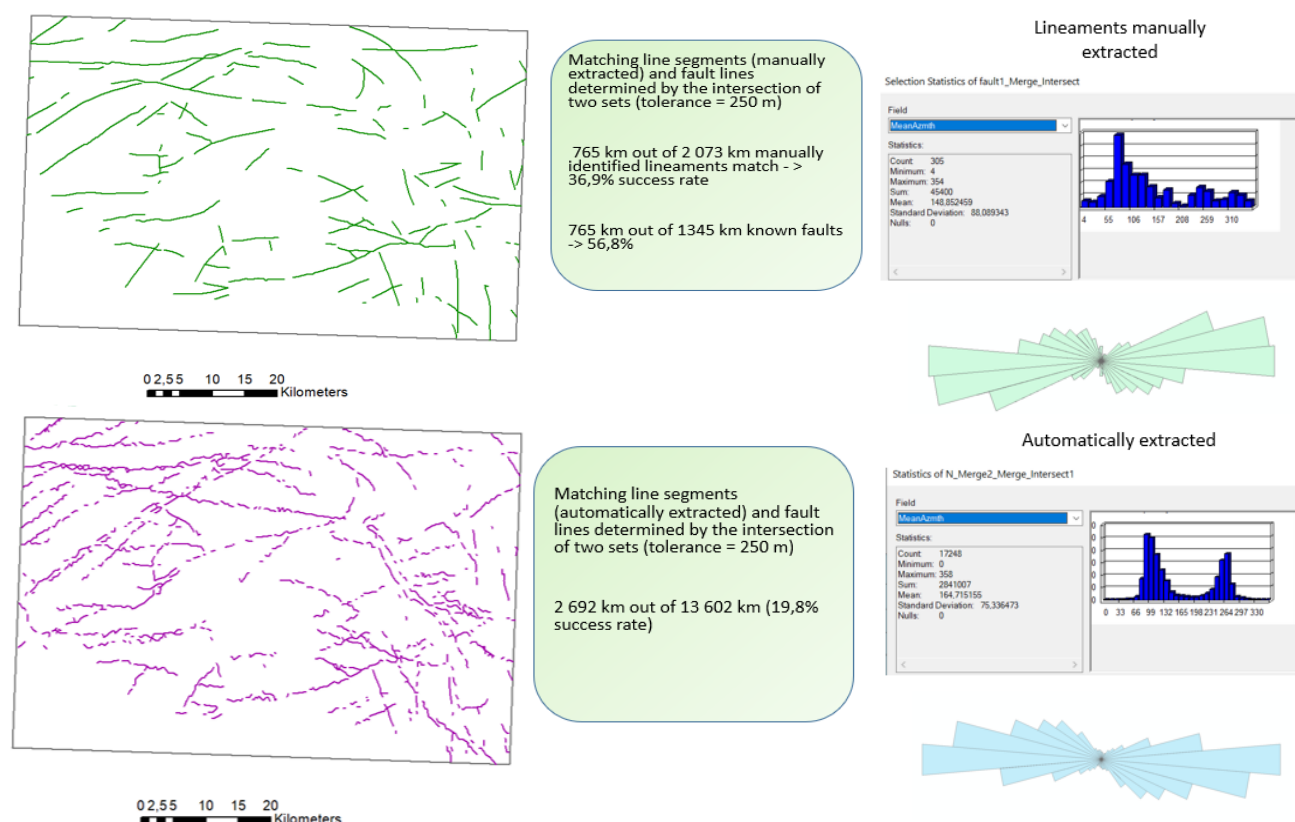 Lineaments manually
extracted
Matching line segments (manually
extracted) and fault lines
determined by the intersection of
two sets (tolerance = 250 m)
765 km out of 2 073 km manually
identified lineaments match - >
36,9% success rate
765 km out of 1345 km known faults
-> 56,8%
Selection Statistics of fault1_Merge_Intersect
Field
MeanAzmth
Statistics:
Count: 305
Minimum: 4
Maximum: 354
Sum: 45400
Mean: 148,852459
Standard Deviation: 88,089343
Nulls: 0
4 55 106 157 208 259 310
0 2,5 5 10 15 20
Kilometers
Automatically extracted
Matching line segments
(automatically extracted) and fault
lines determined by the intersection
of two sets (tolerance = 250 m)
2 692 km out of 13 602 km (19,8%
success rate)
Statistics of N_Merge2_Merge_Intersect1
Field
MeanAzmth
Statistics:
Count: 17248
Minimum: 0
Maximum: 358
Sum: 2841007
Mean: 164,715155
Standard Deviation: 75,336473
Nulls: 0
0 33 66 99 132 165 198 231 264 297 330
0 2,5 5 10 15 20
Kilometers